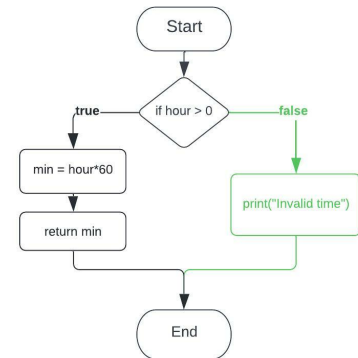 Start
if hour > 0
true
false
min = hour*60
print("Invalid time")
return min
End